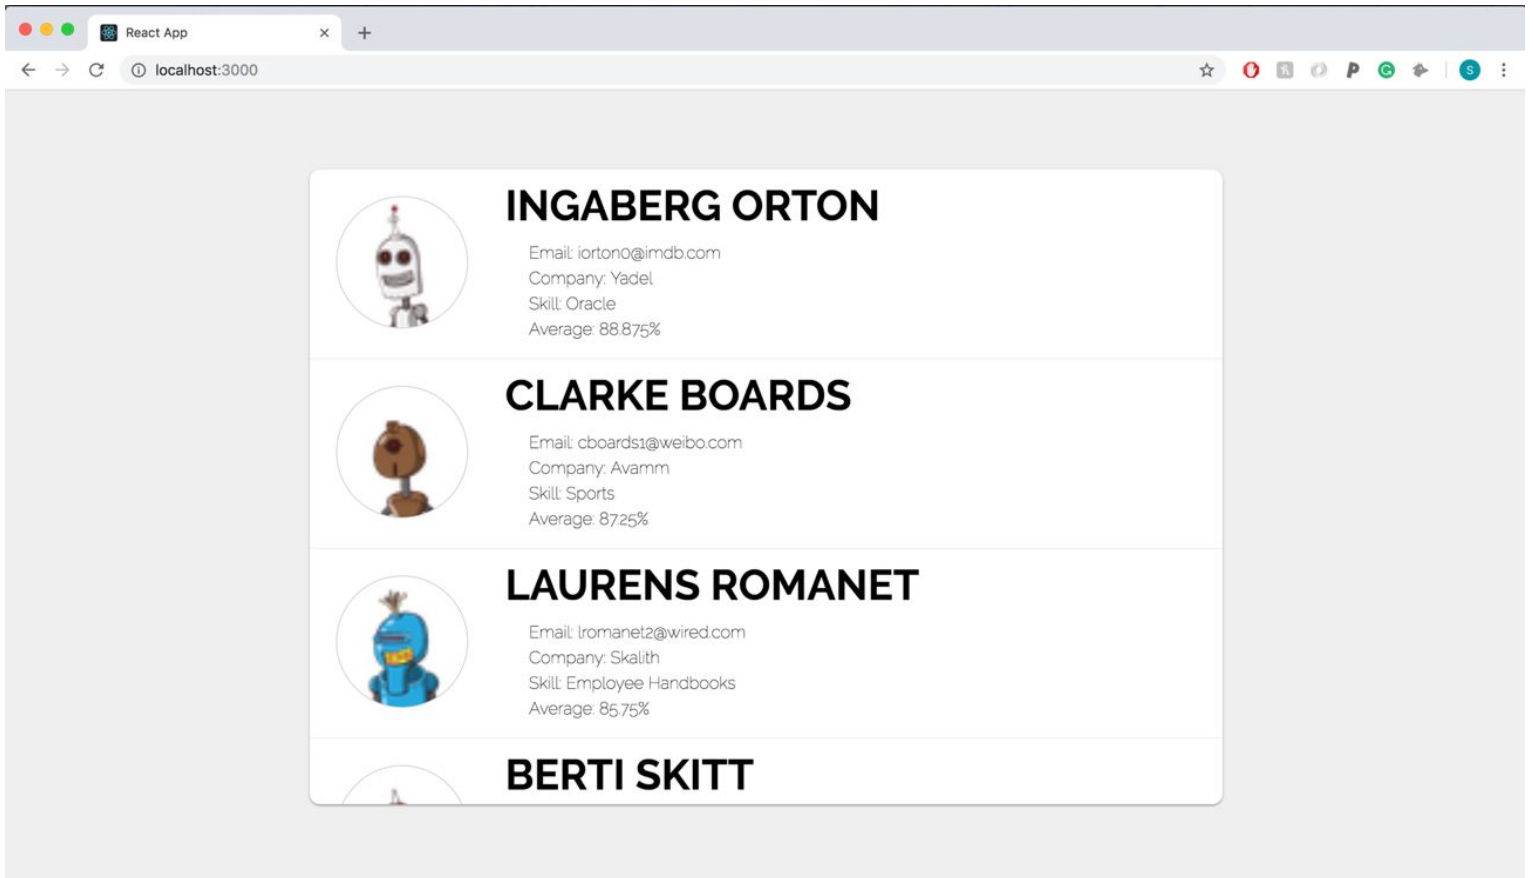 React App
localhost:3000
S
INGABERG ORTON
Email: iorton0@imdb.com
Company: Yadel
Skill: Oracle
Average: 88.875%
CLARKE BOARDS
Email: cboards1@weibo.com
Company: Avamm
Skill: Sports
Average: 87.25%
LAURENS ROMANET
Email: lromanet2@wired.com
Company: Skalith
Skill: Employee Handbooks
Average: 85.75%
BERTI SKITT